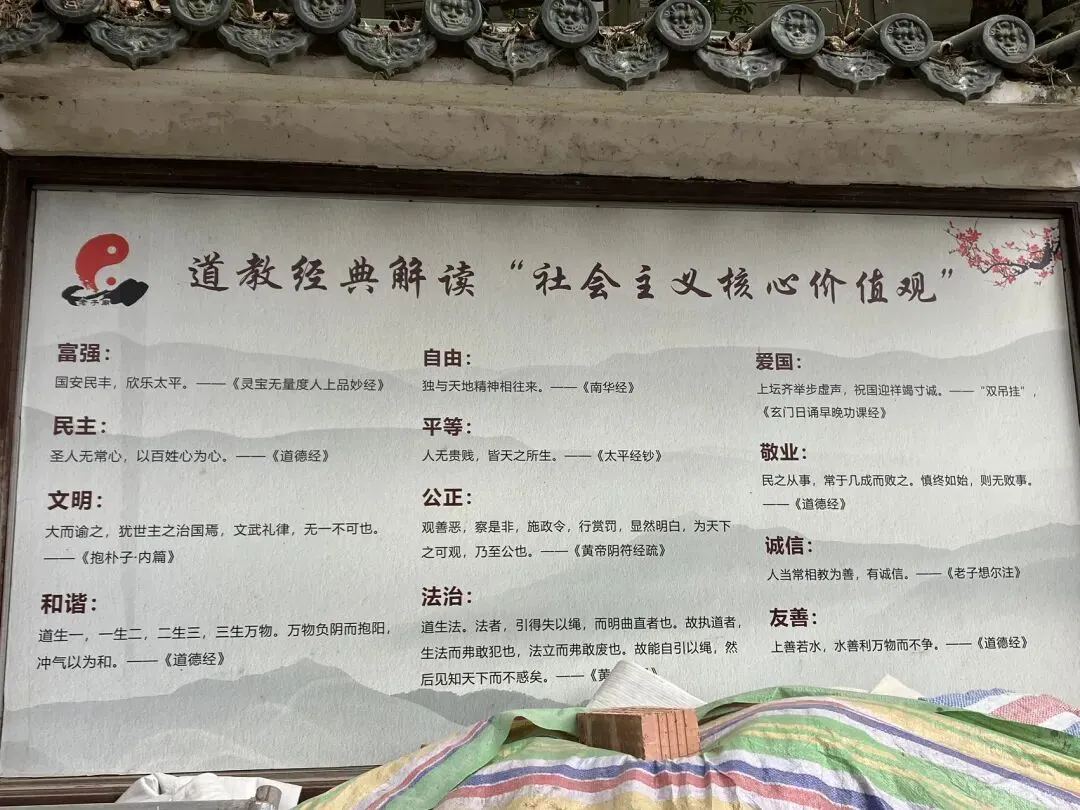 道教经典解读“社会主义核心价值观”
富强：
国安民丰，欣乐太平。——《灵宝无量度人上品妙经》
民主：
圣人无常心，以百姓心为心。——《道德经》
文明：
大而谕之，犹世主之治国焉，文武礼律，无一不可也。
——《抱朴子·内篇》
和谐：
道生一，一生二，二生三，三生万物。万物负阴而抱阳，
冲气以为和。——《道德经》
自由：
独与天地精神相往来。——《南华经》
平等：
人无贵贱，皆天之所生。——《太平经钞》
公正：
观善恶，察是非，施政令，行赏罚，显然明白，为天下
之可观，乃至公也。——《黄帝阴符经疏》
法治：
道生法。法者，引得失以绳，而明曲直者也。故执道者，
生法而弗敢犯也，法立而弗敢废也。故能自引以绳，然
后见知天下而不惑矣。——《黄
爱国：
上坛齐举步虚声，祝国迎祥竭寸诚。——“双吊挂”，
《玄门日诵早晚功课经》
敬业：
民之从事，常于几成而败之。慎终如始，则无败事。
——《道德经》
诚信：
人当常相教为善，有诚信。——《老子想尔注》
友善：
上善若水，水善利万物而不争。——《道德经》